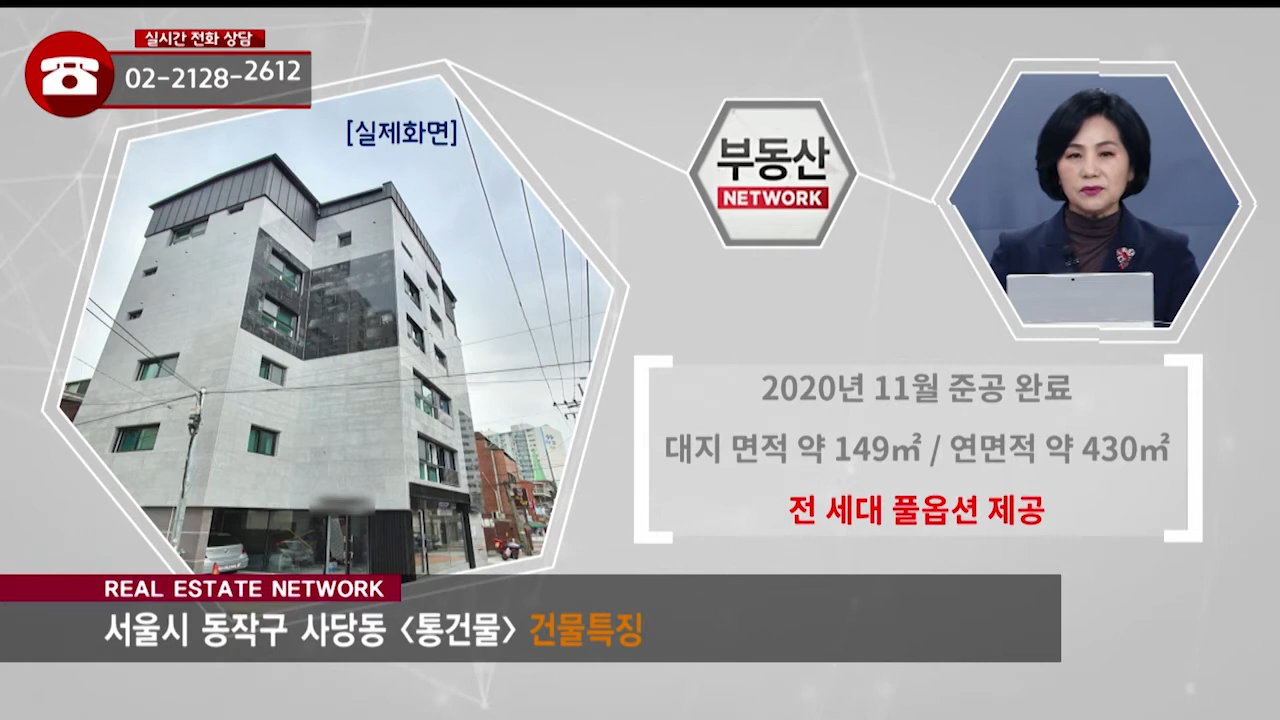 실시간 전화 상담
02-2128-2612
[실제화면]
부동산
NETWORK
2020년 11월 준공 완료
대지 면적 약 149㎡ / 연면적 약 430㎡
전 세대 풀옵션 제공
REAL ESTATE NETWORK
서울시 동작구 사당동 <통건물> 건물특징